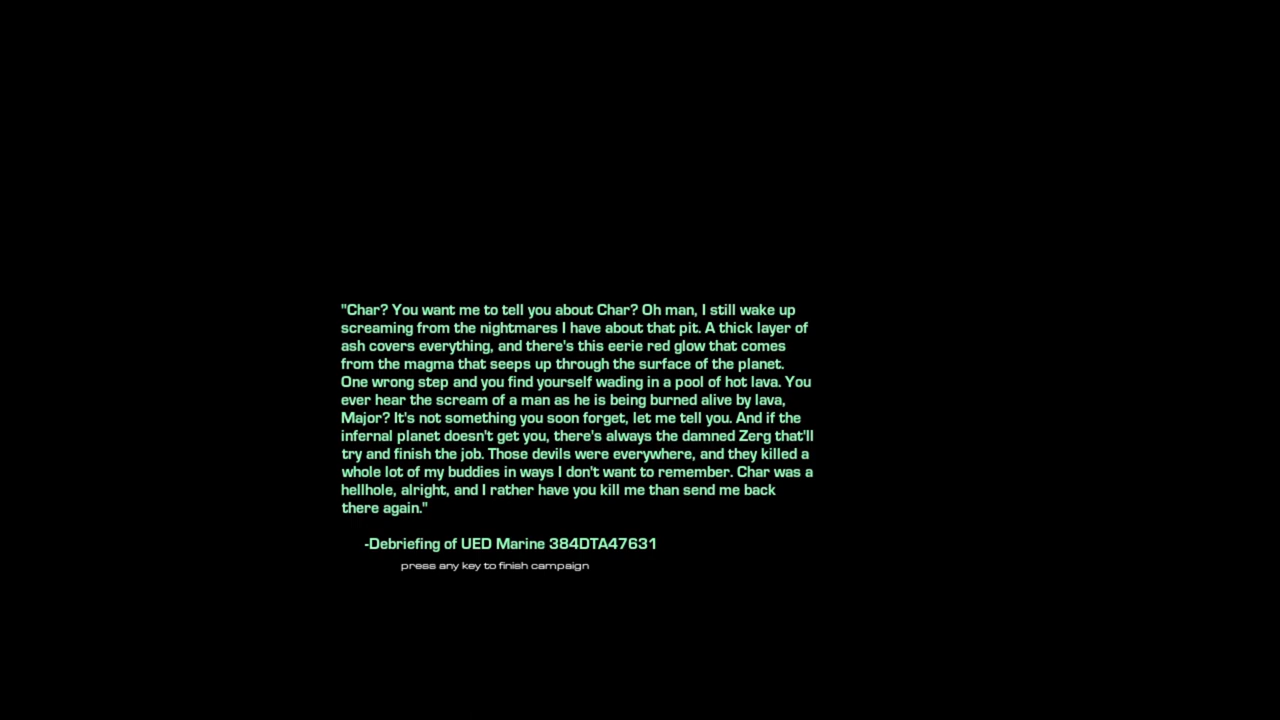 "Char? You want me to tell you about Char? Oh man, I still wake up
screaming from the nightmares I have about that pit. A thick layer of
ash covers everything, and there's this eerie red glow that comes
from the magma that seeps up through the surface of the planet.
One wrong step and you find yourself wading in a pool of hot lava. You
ever hear the scream of a man as he is being burned alive by lava,
Major? It's not something you soon forget, let me tell you. And if the
infernal planet doesn't get you, there's always the damned Zerg that'll
try and finish the job. Those devils were everywhere, and they killed a
whole lot of my buddies in ways I don't want to remember. Char was a
hellhole, alright, and I rather have you kill me than send me back
there again."
-Debriefing of UED Marine 384DTA47631
press any key to finish campaign